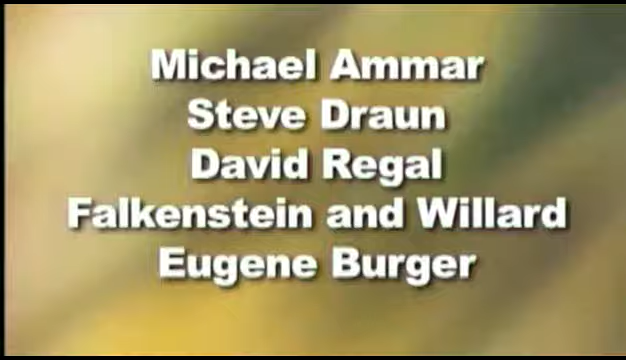 Michael Ammar
Steve Draun
David Regal
Falkenstein and Willard
Eugene Burger